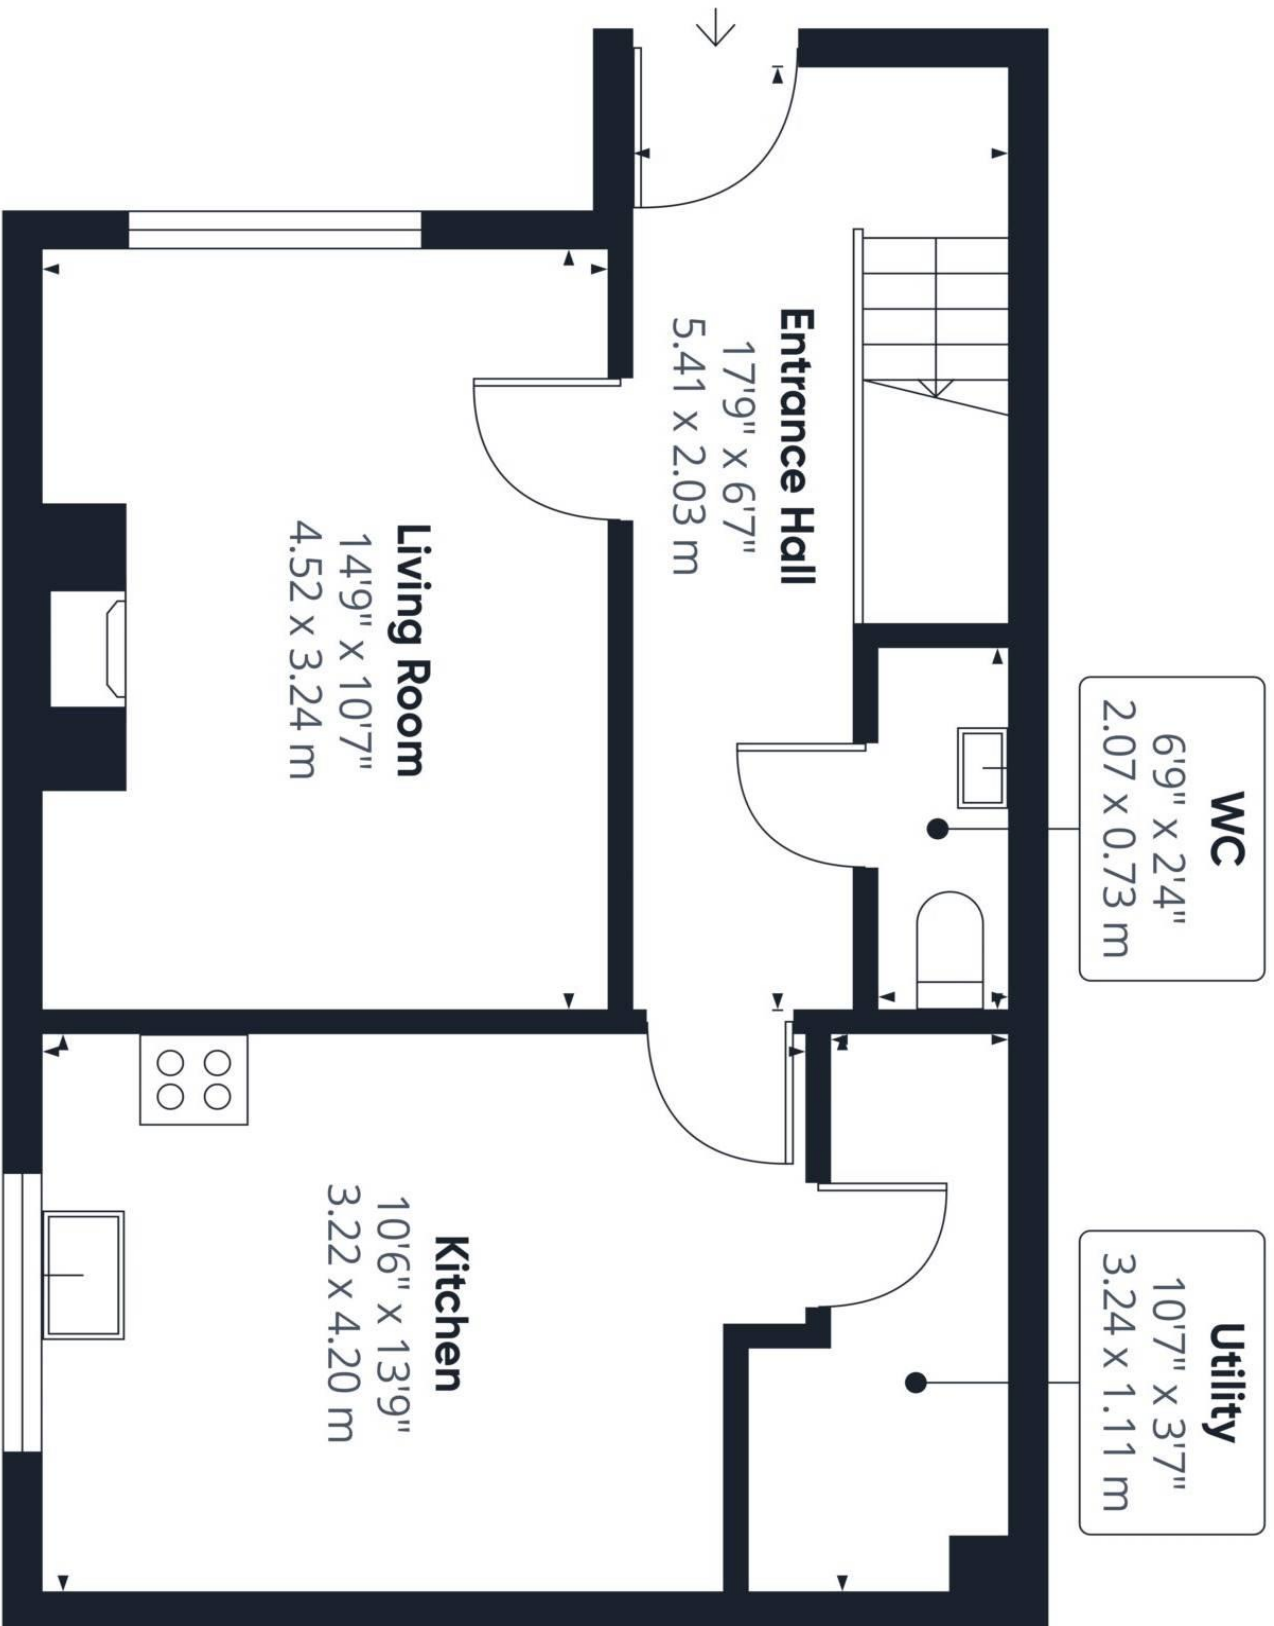 Entrance Hall
17'9" x 6'7"
5.41 x 2.03 m
Living Room
14'9" x 10'7"
4.52 x 3.24 m
WC
6'9" x 2'4"
2.07 x 0.73 m
Utility
10'7" x 3'7"
3.24 x 1.11 m
Kitchen
10'6" x 13'9"
3.22 x 4.20 m